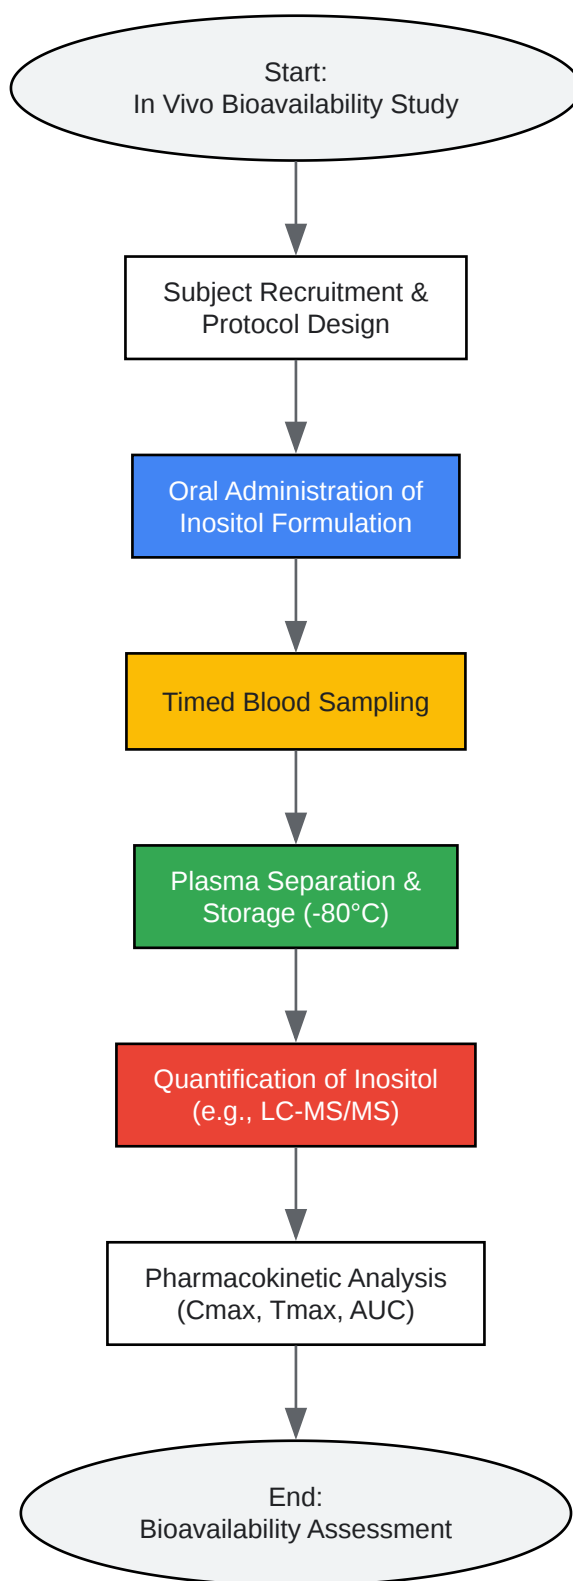 Start:
In Vivo Bioavailability Study
Subject Recruitment &
Protocol Design
Oral Administration of
Inositol Formulation
Timed Blood Sampling
Plasma Separation &
Storage (-80°C)
Quantification of Inositol
(e.g., LC-MS/MS)
Pharmacokinetic Analysis
(Cmax, Tmax, AUC)
End:
Bioavailability Assessment